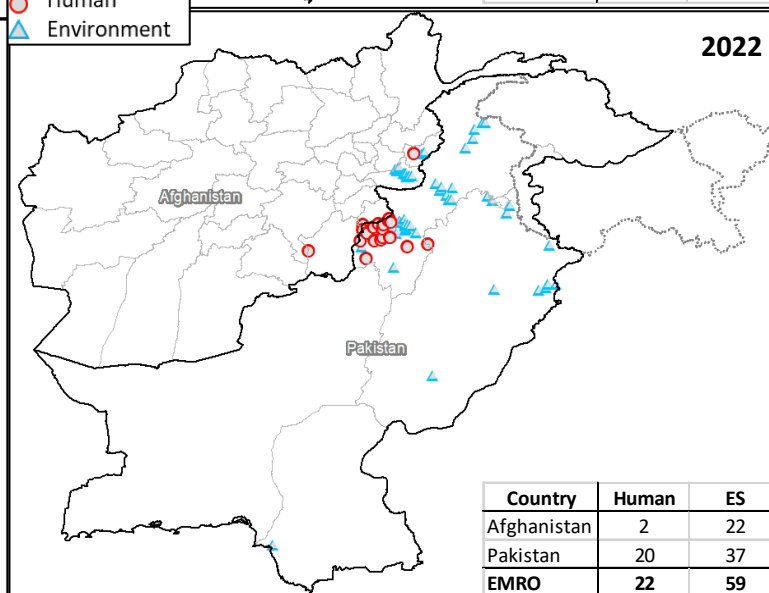 Human
Environment
2022
Afghanistan
Pakistan
Country Human ES
Afghanistan 2 22
Pakistan 20 37
EMRO 22 59